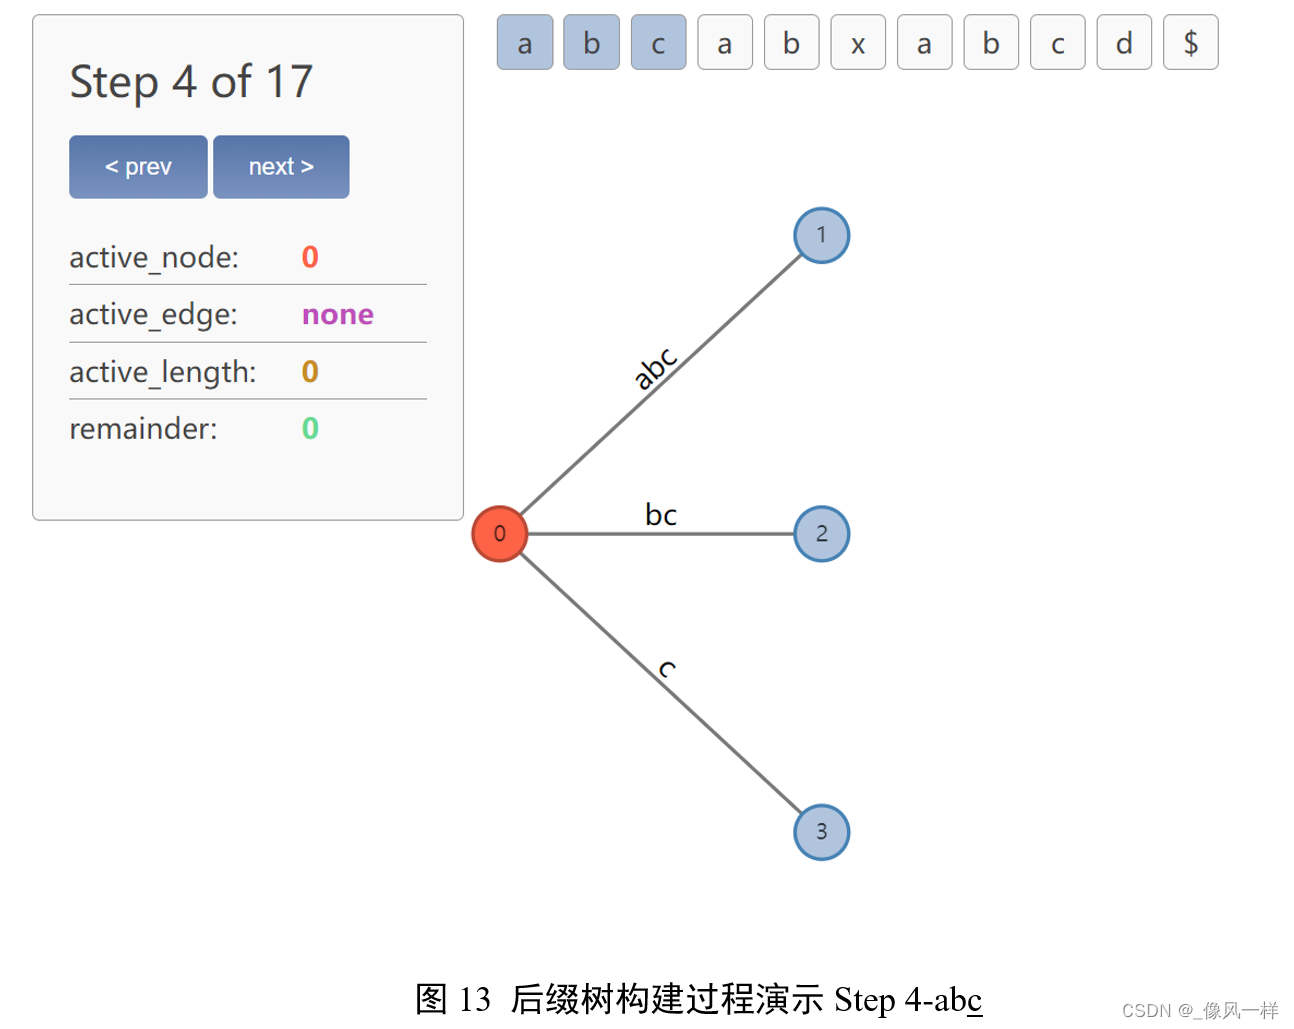 Step 4 of 17
< prev
next >
active_node: 0
active_edge: none
active_length: 0
remainder: 0
a b c a b x a b c d $
1
abc
bc
0
2
c
3
图 13 后缀树构建过程演示 Step 4-abc
CSDN @_像风一样